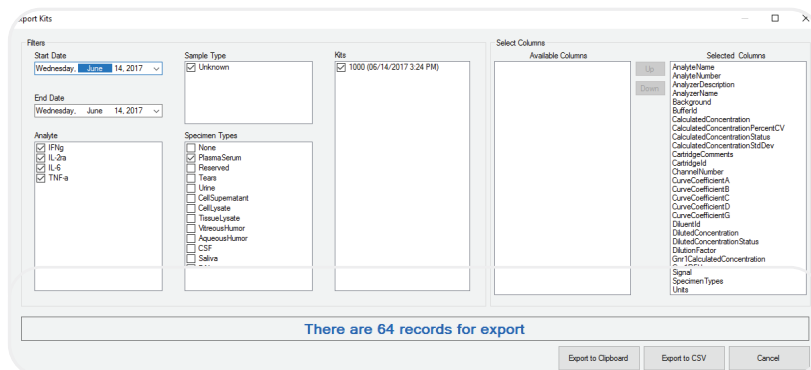 Export Kits
Filters
Start Date
Wednesday, June 14, 2017
End Date
Wednesday, June 14, 2017
Analyte
IFNg
IL-2ra
IL-6
TNF-a
Sample Type
Unknown
Specimen Types
None
PlasmaSerum
Reserved
Tears
Urine
CellSupernatant
CellLysate
TissueLysate
VitreousHumor
AqueousHumor
CSF
Saliva
Kits
1000 (06/14/2017 3:24 PM)
Select Columns
Available Columns
Up
Down
Selected Columns
AnalyteName
AnalyteNumber
AnalyzerDescription
AnalyzerName
Background
BufferId
CalculatedConcentration
CalculatedConcentrationPercentCV
CalculatedConcentrationStatus
CalculatedConcentrationStdDev
CartridgeComments
CartridgeId
ChannelNumber
CurveCoefficientA
CurveCoefficientB
CurveCoefficientC
CurveCoefficientD
CurveCoefficientG
DiluentId
DilutedConcentration
DilutedConcentrationStatus
DilutionFactor
Gnr1CalculatedConcentration
Signal
SpecimenTypes
Units
There are 64 records for export
Export to Clipboard
Export to CSV
Cancel